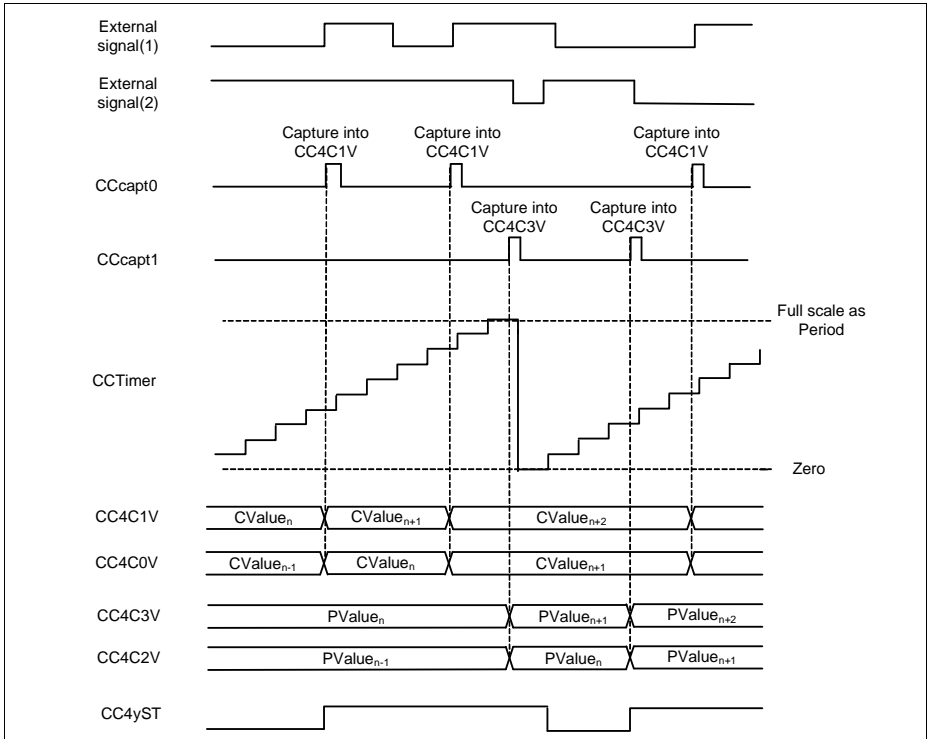 External
signal(1)
External
signal(2)
Capture into
CC4C1V
Capture into
CC4C1V
Capture into
CC4C1V
CCcapt0
Capture into
CC4C3V
Capture into
CC4C3V
CCcapt1
Full scale as
Period
CCTimer
Zero
CC4C1V CValueₙ CValueₙ₊₁ CValueₙ₊₂
CC4C0V CValueₙ₋₁ CValueₙ CValueₙ₊₁
CC4C3V PValueₙ PValueₙ₊₁ PValueₙ₊₂
CC4C2V PValueₙ₋₁ PValueₙ PValueₙ₊₁
CC4yST